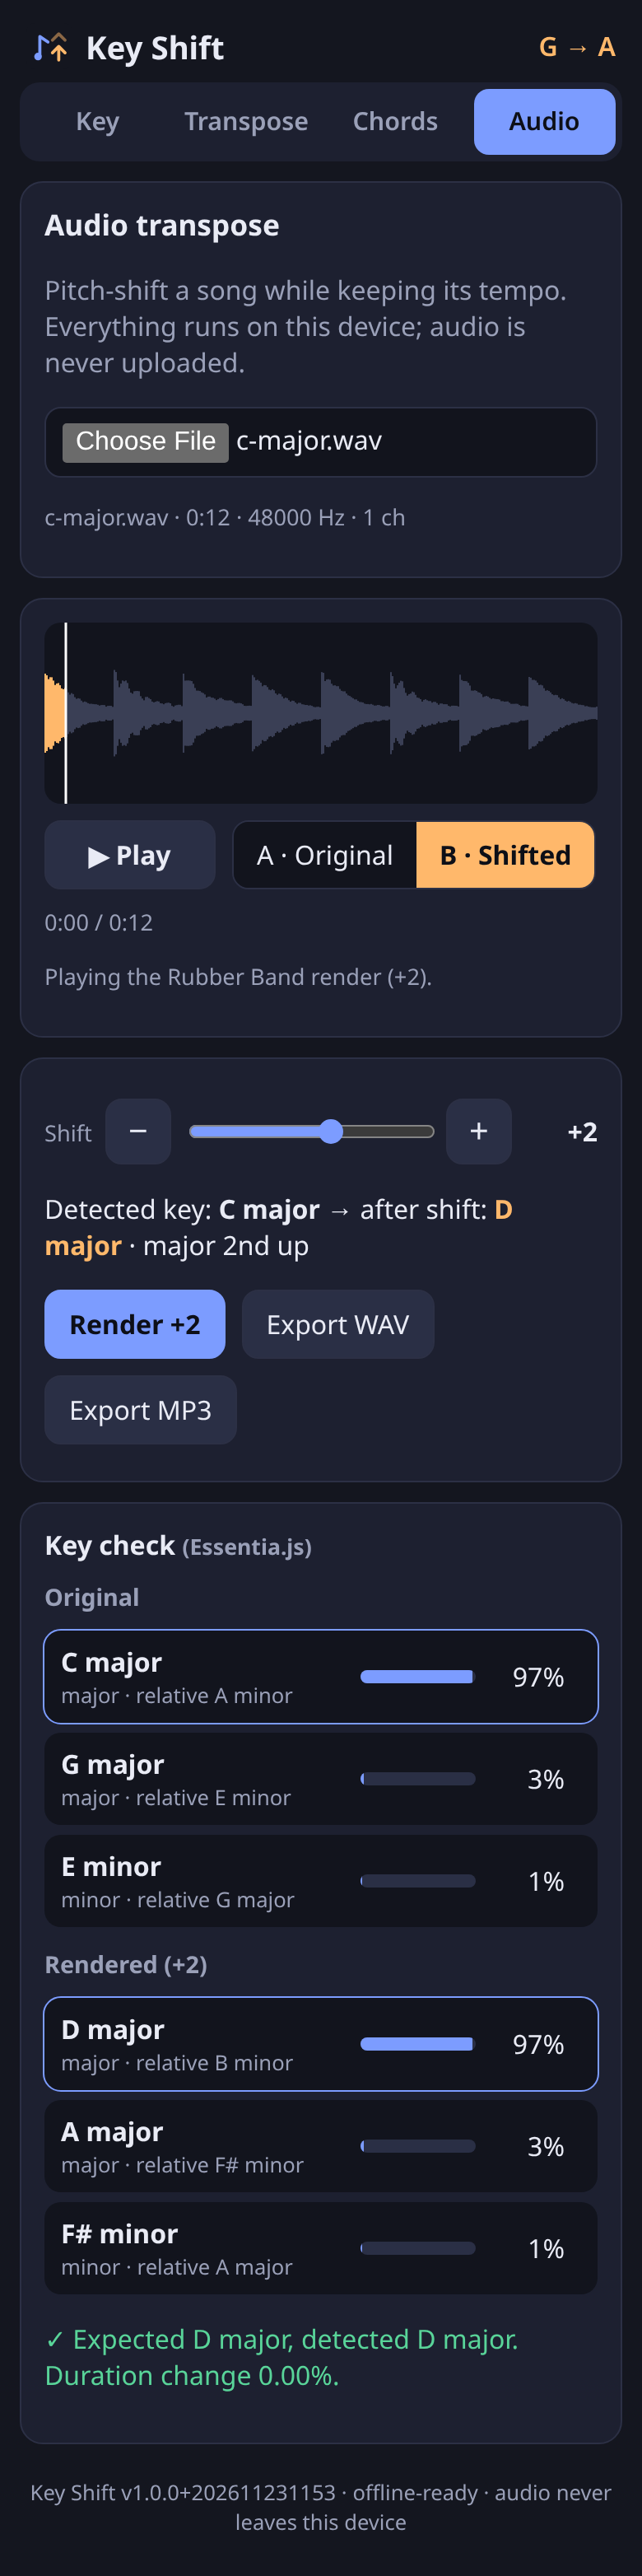 Key Shift
G → A
Key
Transpose
Chords
Audio
Audio transpose
Pitch-shift a song while keeping its tempo.
Everything runs on this device; audio is
never uploaded.
Choose File c-major.wav
c-major.wav · 0:12 · 48000 Hz · 1 ch
▶ Play
A · Original
B · Shifted
0:00 / 0:12
Playing the Rubber Band render (+2).
Shift
−
+
+2
Detected key: C major → after shift: D
major · major 2nd up
Render +2
Export WAV
Export MP3
Key check (Essentia.js)
Original
C major
major · relative A minor
97%
G major
major · relative E minor
3%
E minor
minor · relative G major
1%
Rendered (+2)
D major
major · relative B minor
97%
A major
major · relative F# minor
3%
F# minor
minor · relative A major
1%
✓ Expected D major, detected D major.
Duration change 0.00%.
Key Shift v1.0.0+202611231153 · offline-ready · audio never
leaves this device